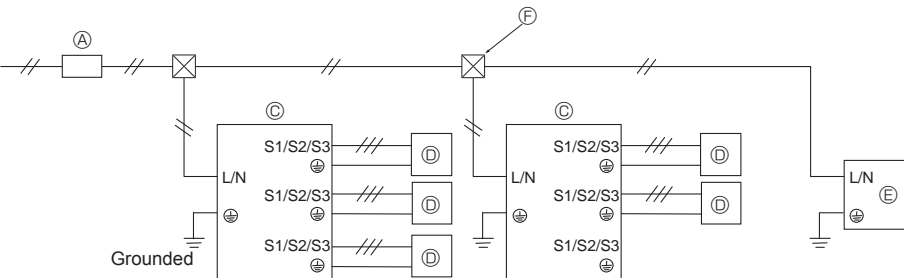 Ⓕ
Ⓐ
Ⓒ Ⓒ
S1/S2/S3 Ⓓ S1/S2/S3 Ⓓ
L/N L/N L/N
S1/S2/S3 Ⓓ S1/S2/S3 Ⓓ Ⓔ
Grounded S1/S2/S3 Ⓓ S1/S2/S3